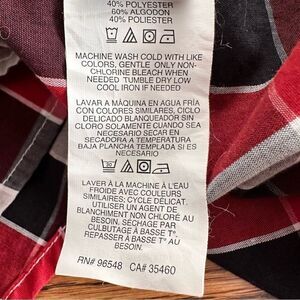 40% POLYESTER
60% ALGODON
40% POLIESTER
MACHINE WASH COLD WITH LIKE
COLORS, GENTLE ONLY NON-
CHLORINE BLEACH WHEN
NEEDED TUMBLE DRY LOW
COOL IRON IF NEEDED
LAVAR A MÁQUINA EN AGUA FRÍA
CON COLORES SIMILARES, CICLO
DELICADO BLANQUEADOR SIN
CLORO SOLAMENTE CUANDO SEA
NECESARIO SECAR EN
SECADORA A TEMPERATURA
BAJA PLANCHA TEMPLADA SI ES
NECESARIO
LAVER À LA MACHINE À L'EAU
FROIDE AVEC COULEURS
SIMILAIRES; CYCLE DÉLICAT.
UTILISER UN AGENT DE
BLANCHIMENT NON CHLORÉ AU
BESOIN. SÉCHAGE PAR
CULBUTAGE À BASSE T°.
REPASSER À BASSE T° AU
BESOIN.
RN# 96548 CA# 35460